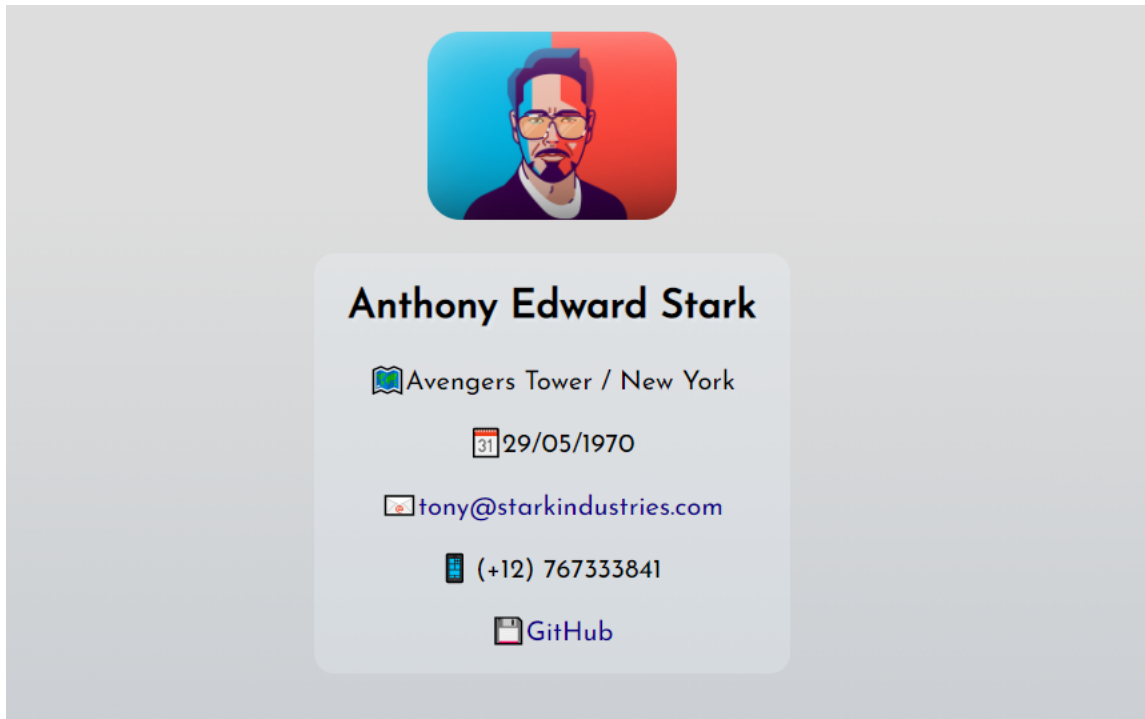 Anthony Edward Stark
🗺️Avengers Tower / New York
📅29/05/1970
📧tony@starkindustries.com
📱 (+12) 767333841
💾GitHub